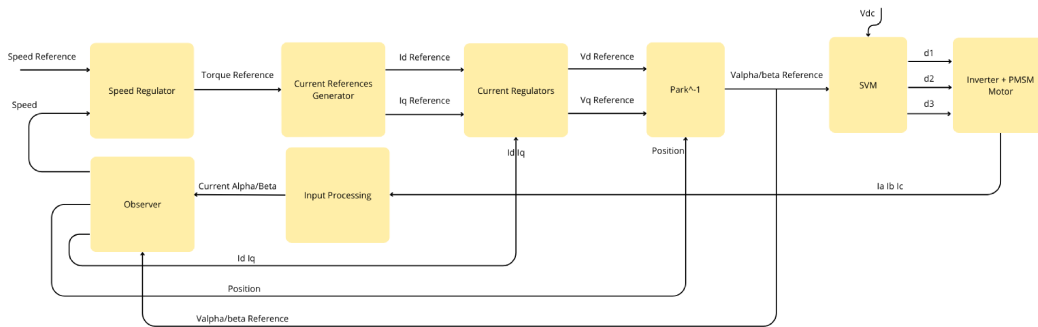 Vdc
Speed Reference
Torque Reference
Id Reference
Vd Reference
Valpha/beta Reference
d1
Speed Regulator
Current References
Generator
Current Regulators
Park^-1
SVM
d2
Inverter + PMSM
Motor
Speed
Iq Reference
Vq Reference
d3
Id Iq
Position
Current Alpha/Beta
Ia Ib Ic
Observer
Input Processing
Id Iq
Position
Valpha/beta Reference